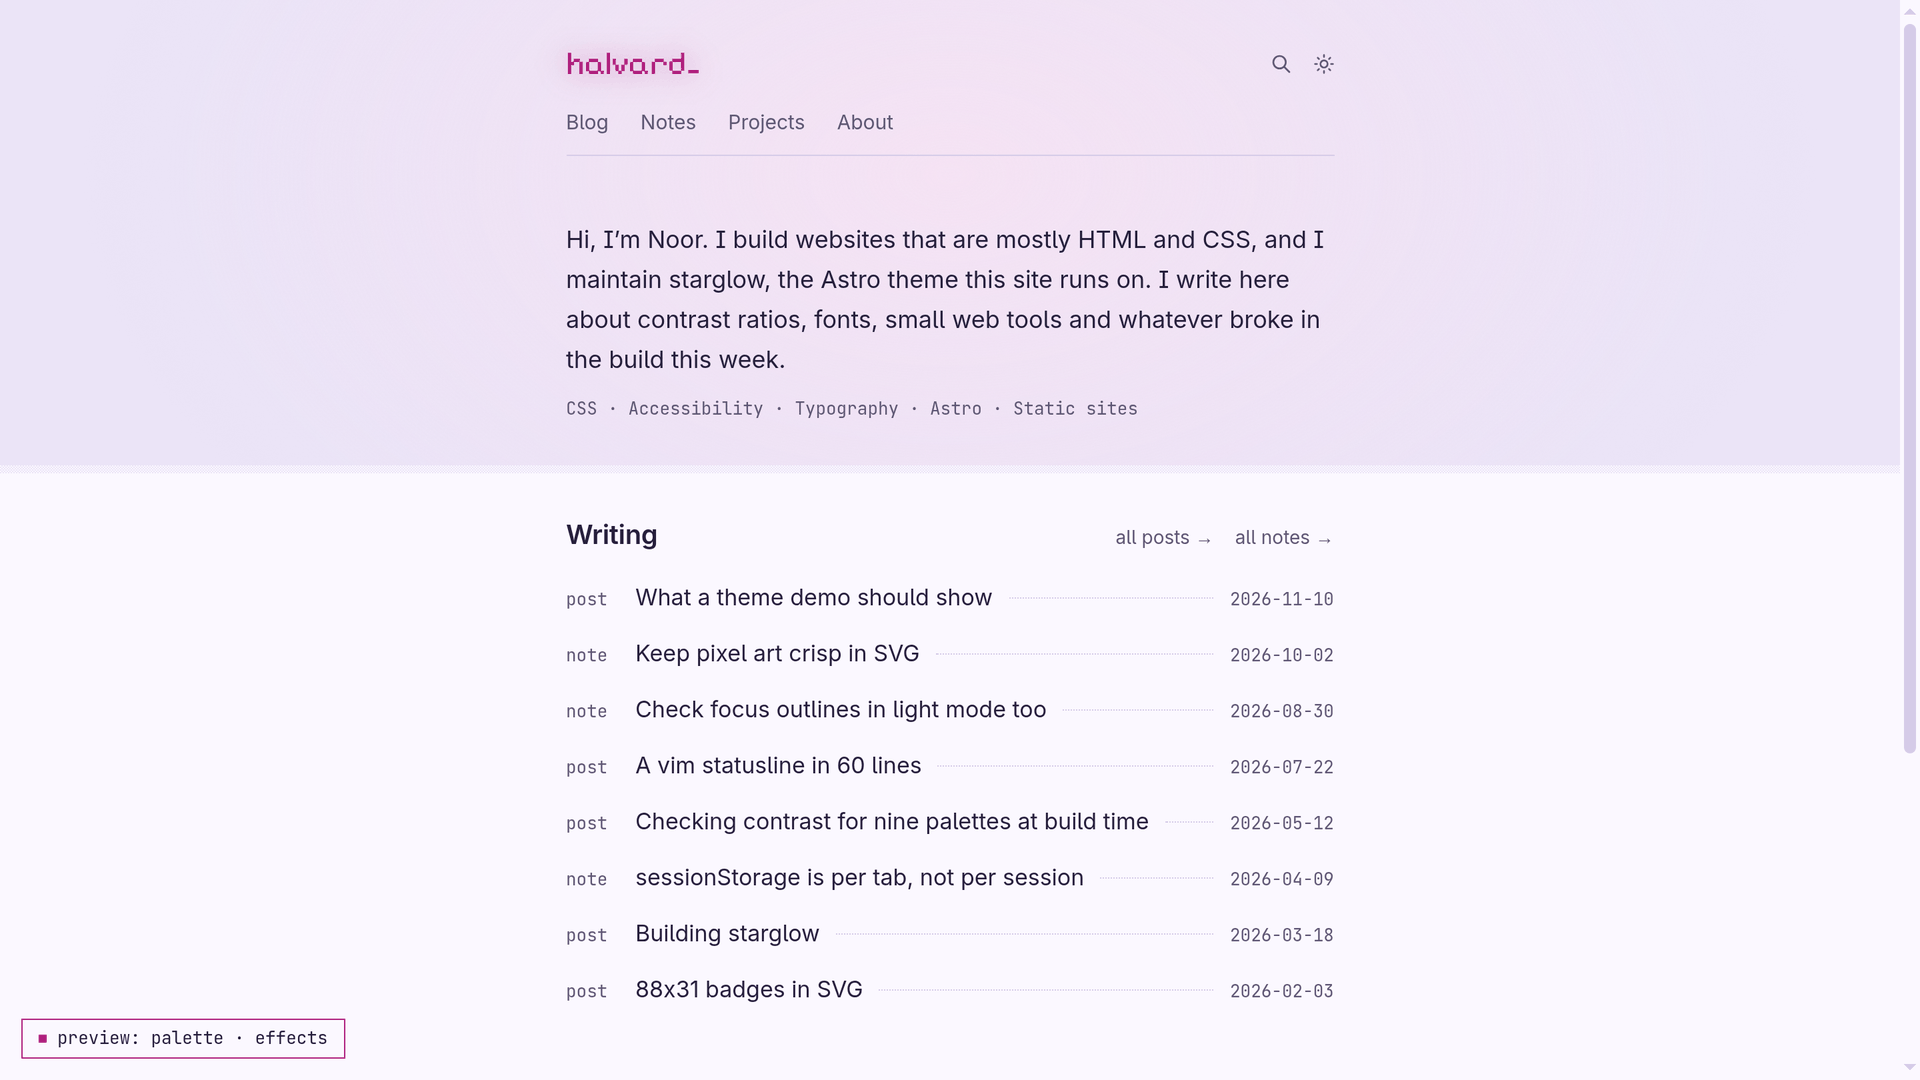 halvard_
Blog Notes Projects About
Hi, I’m Noor. I build websites that are mostly HTML and CSS, and I
maintain starglow, the Astro theme this site runs on. I write here
about contrast ratios, fonts, small web tools and whatever broke in
the build this week.
CSS · Accessibility · Typography · Astro · Static sites
Writing all posts → all notes →
post What a theme demo should show 2026-11-10
note Keep pixel art crisp in SVG 2026-10-02
note Check focus outlines in light mode too 2026-08-30
post A vim statusline in 60 lines 2026-07-22
post Checking contrast for nine palettes at build time 2026-05-12
note sessionStorage is per tab, not per session 2026-04-09
post Building starglow 2026-03-18
post 88x31 badges in SVG 2026-02-03
preview: palette · effects